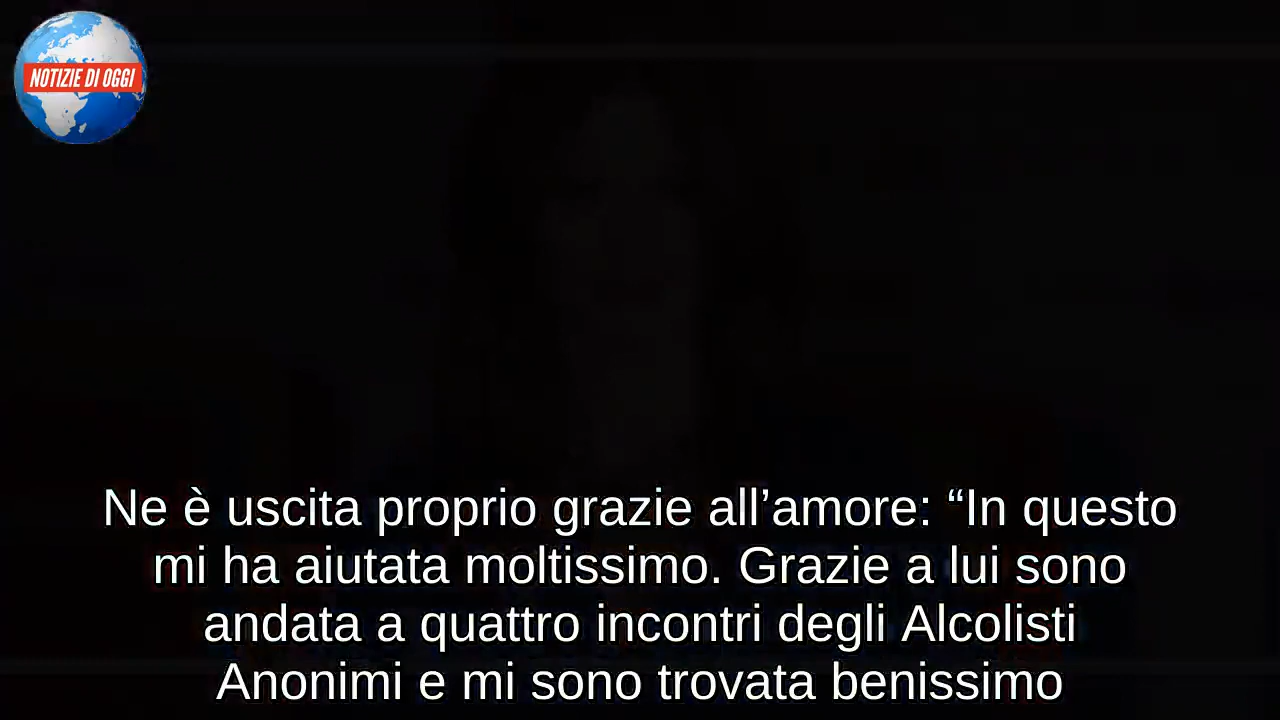 NOTIZIE DI OGGI
Ne è uscita proprio grazie all’amore: “In questo
mi ha aiutata moltissimo. Grazie a lui sono
andata a quattro incontri degli Alcolisti
Anonimi e mi sono trovata benissimo